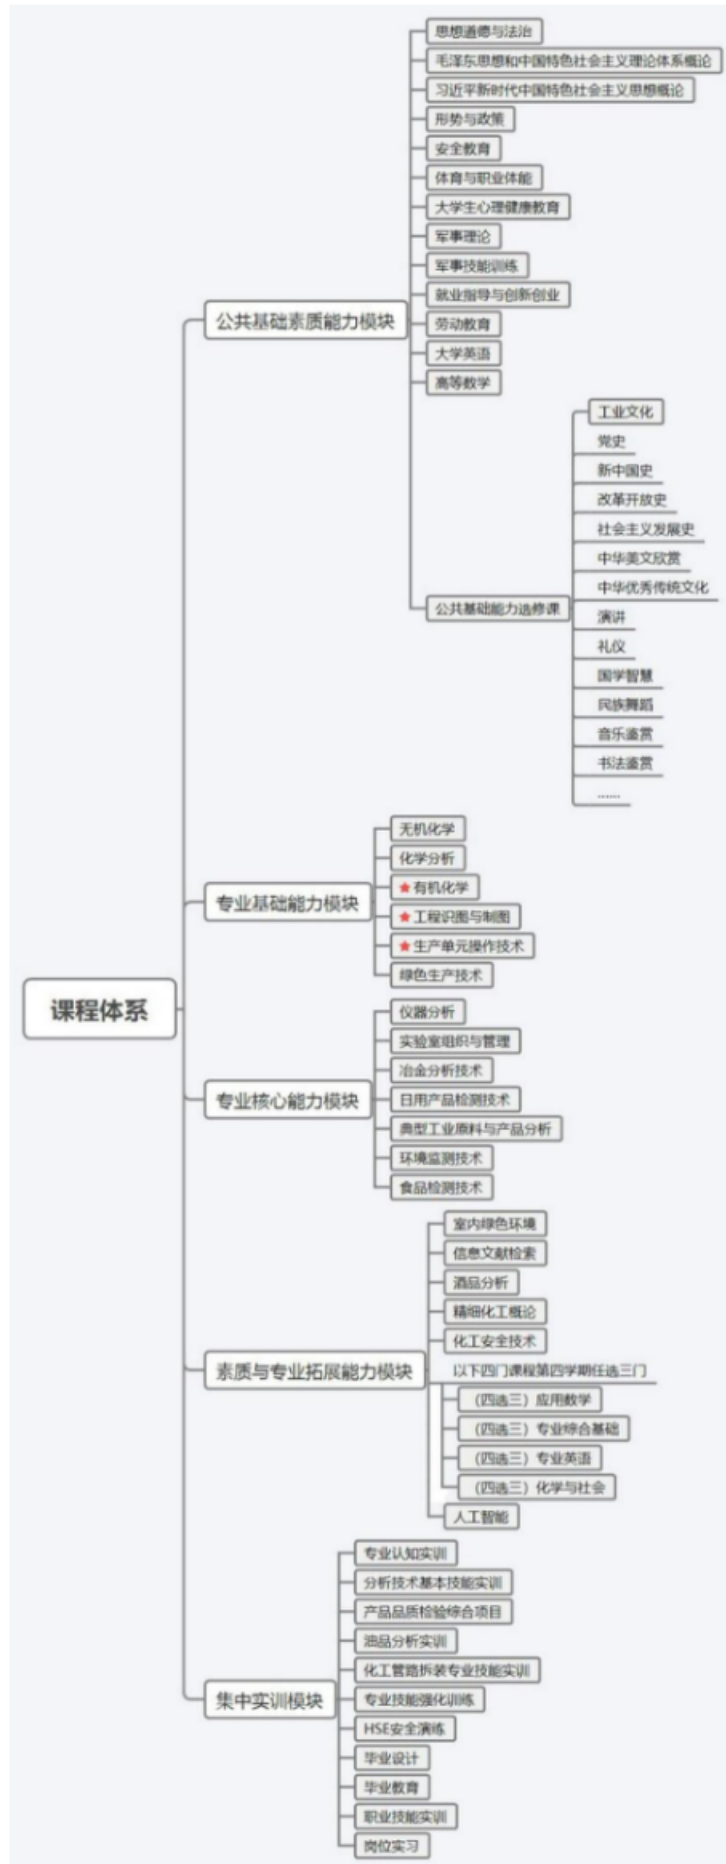 思想道德与法治
毛泽东思想和中国特色社会主义理论体系概论
习近平新时代中国特色社会主义思想概论
形势与政策
安全教育
体育与职业体能
大学生心理健康教育
军事理论
军事技能训练
就业指导与创新创业
公共基础素质能力模块
劳动教育
大学英语
高等数学
工业文化
党史
新中国史
改革开放史
社会主义发展史
中华美文欣赏
中华优秀传统文化
公共基础能力选修课
演讲
礼仪
国学智慧
民族舞蹈
音乐鉴赏
书法鉴赏
......
无机化学
化学分析
★有机化学
专业基础能力模块
★工程识图与制图
★生产单元操作技术
绿色生产技术
课程体系
仪器分析
实验室组织与管理
冶金分析技术
专业核心能力模块
日用产品检测技术
典型工业原料与产品分析
环境监测技术
食品检测技术
室内绿色环境
信息文献检索
酒品分析
精细化工概论
化工安全技术
素质与专业拓展能力模块
以下四门课程第四学期任选三门
（四选三）应用数学
（四选三）专业综合基础
（四选三）专业英语
（四选三）化学与社会
人工智能
专业认知实训
分析技术基本技能实训
产品品质检验综合项目
油品分析实训
化工管路拆装专业技能实训
集中实训模块
专业技能强化训练
HSE安全演练
毕业设计
毕业教育
职业技能实训
岗位实习